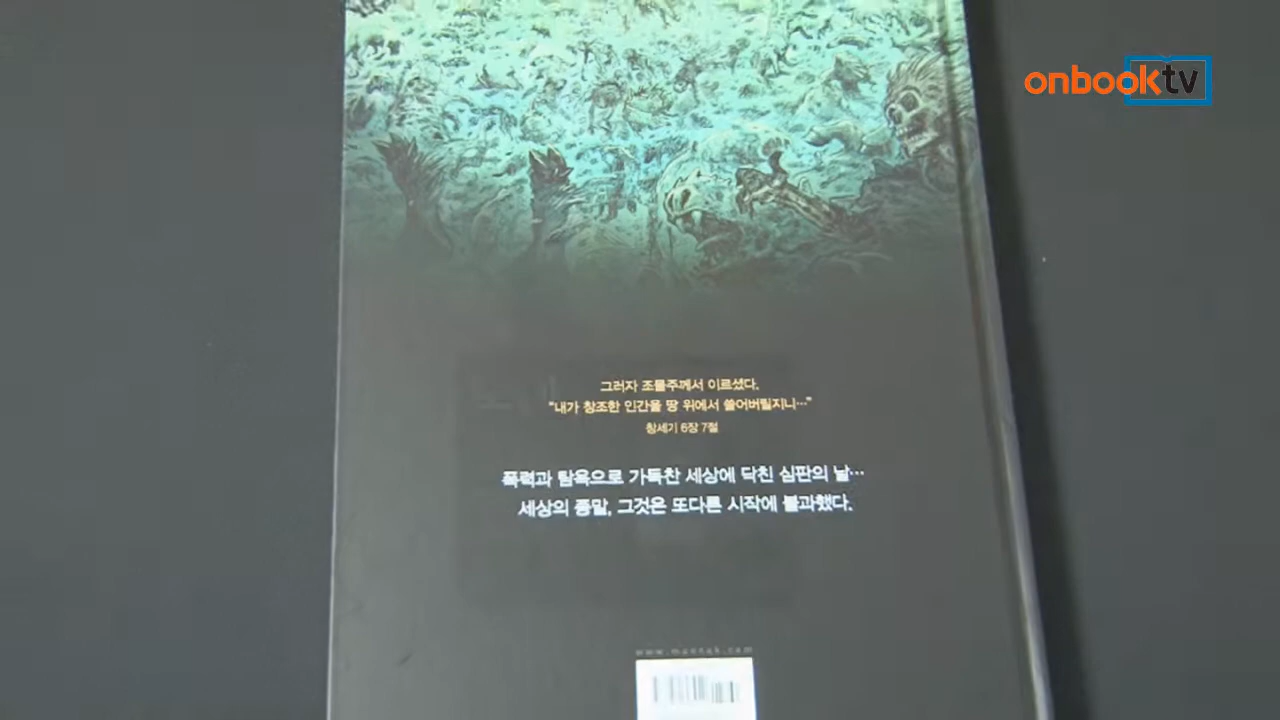 onbooktv
그러자 조물주께서 이르셨다.
"내가 창조한 인간을 땅 위에서 쓸어버릴지니…"
창세기 6장 7절
폭력과 탐욕으로 가득찬 세상에 닥친 심판의 날…
세상의 종말, 그것은 또다른 시작에 불과했다.